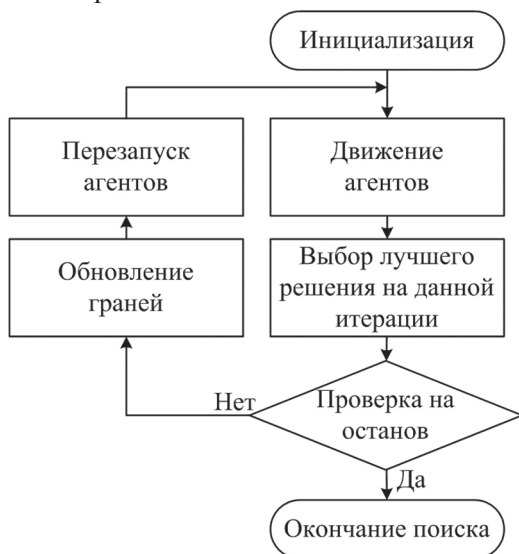 Инициализация
Перезапуск
агентов
Движение
агентов
Обновление
граней
Выбор лучшего
решения на данной
итерации
Нет
Проверка на
останов
Да
Окончание поиска